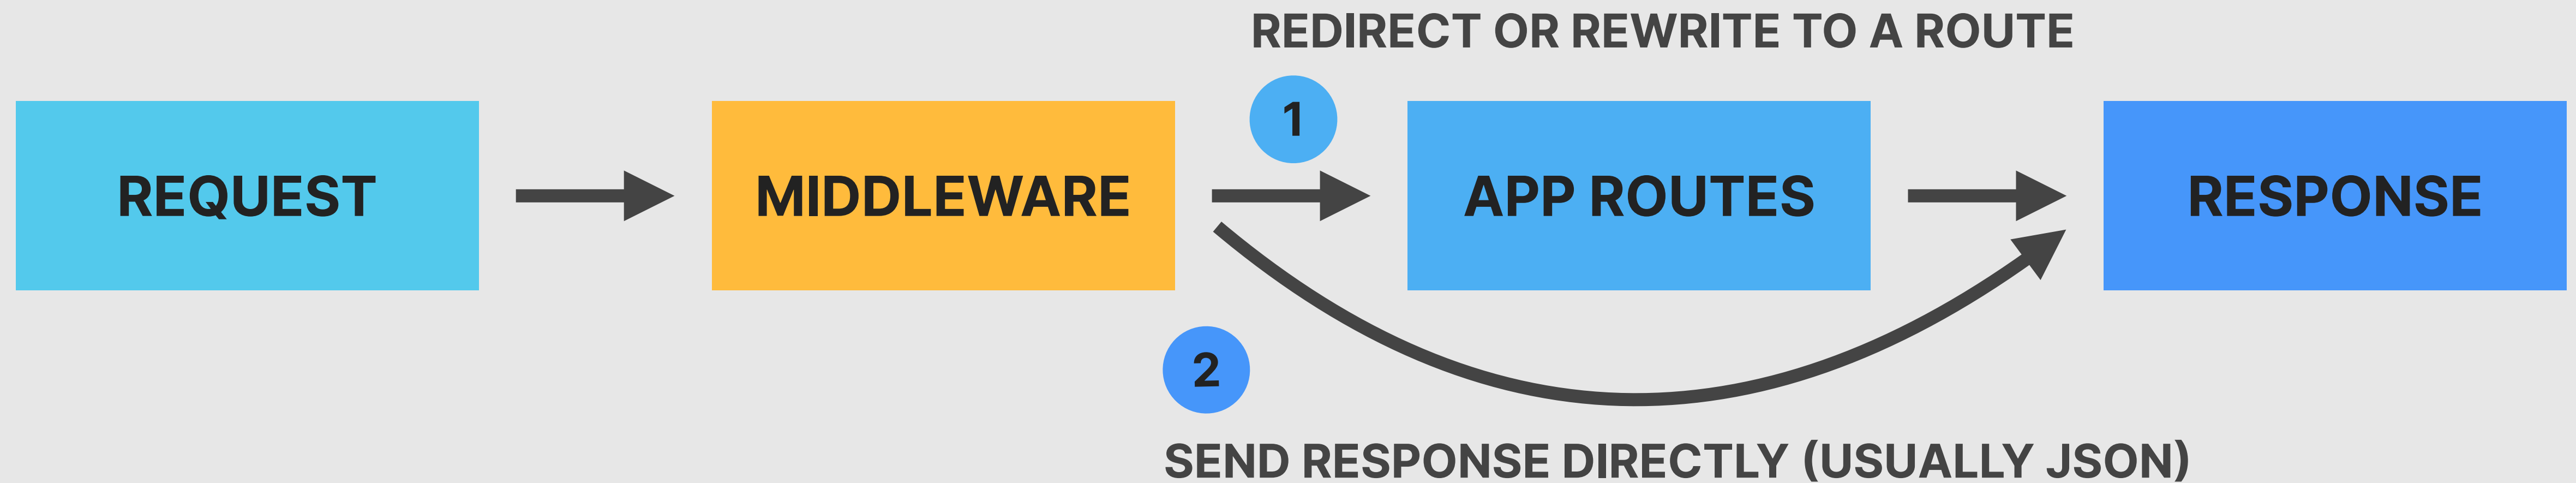 REDIRECT OR REWRITE TO A ROUTE
1
REQUEST
MIDDLEWARE
APP ROUTES
RESPONSE
2
SEND RESPONSE DIRECTLY (USUALLY JSON)